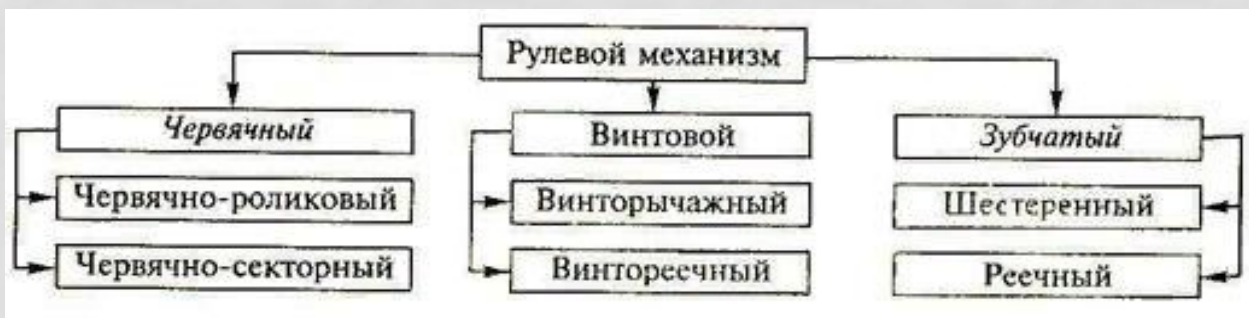 Рулевой механизм
Червячный
Червячно-роликовый
Червячно-секторный
Винтовой
Винторычажный
Винтореечный
Зубчатый
Шестеренный
Реечный